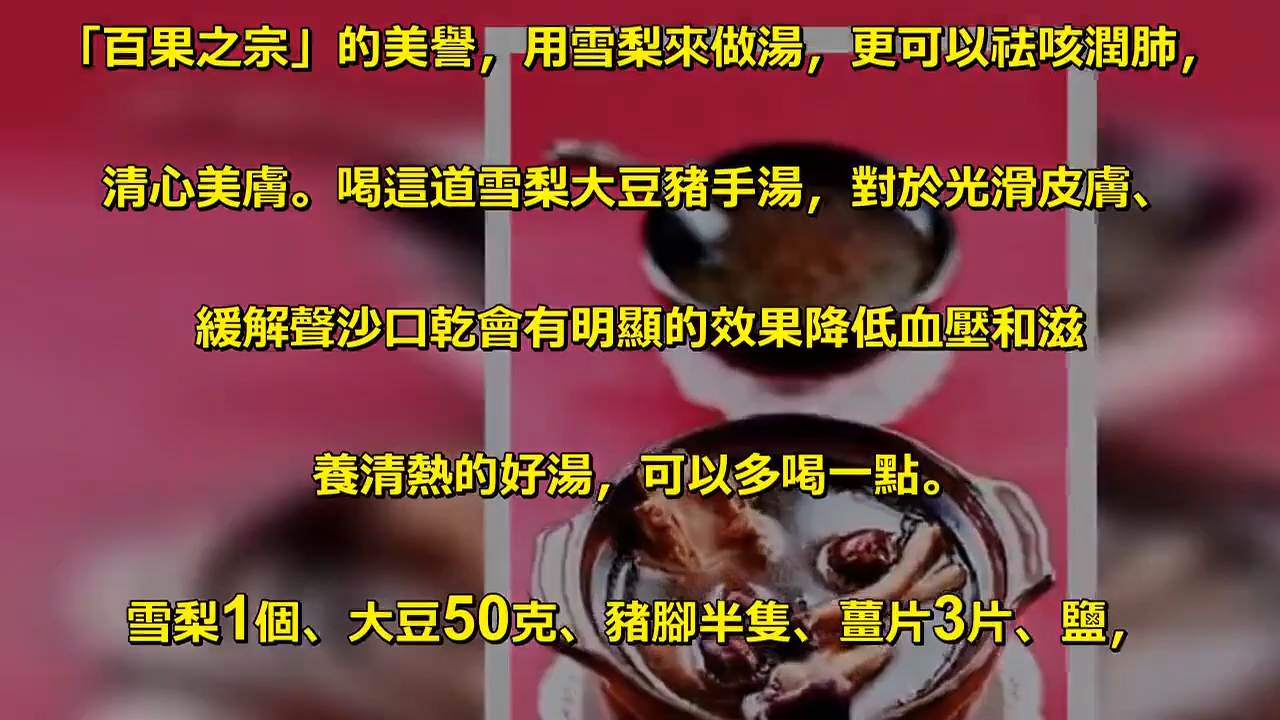 「百果之宗」的美譽，用雪梨來做湯，更可以祛咳潤肺，
清心美膚。喝這道雪梨大豆豬手湯，對於光滑皮膚、
緩解聲沙口乾會有明顯的效果降低血壓和滋
養清熱的好湯，可以多喝一點。
雪梨1個、大豆50克、豬腳半隻、薑片3片、鹽，